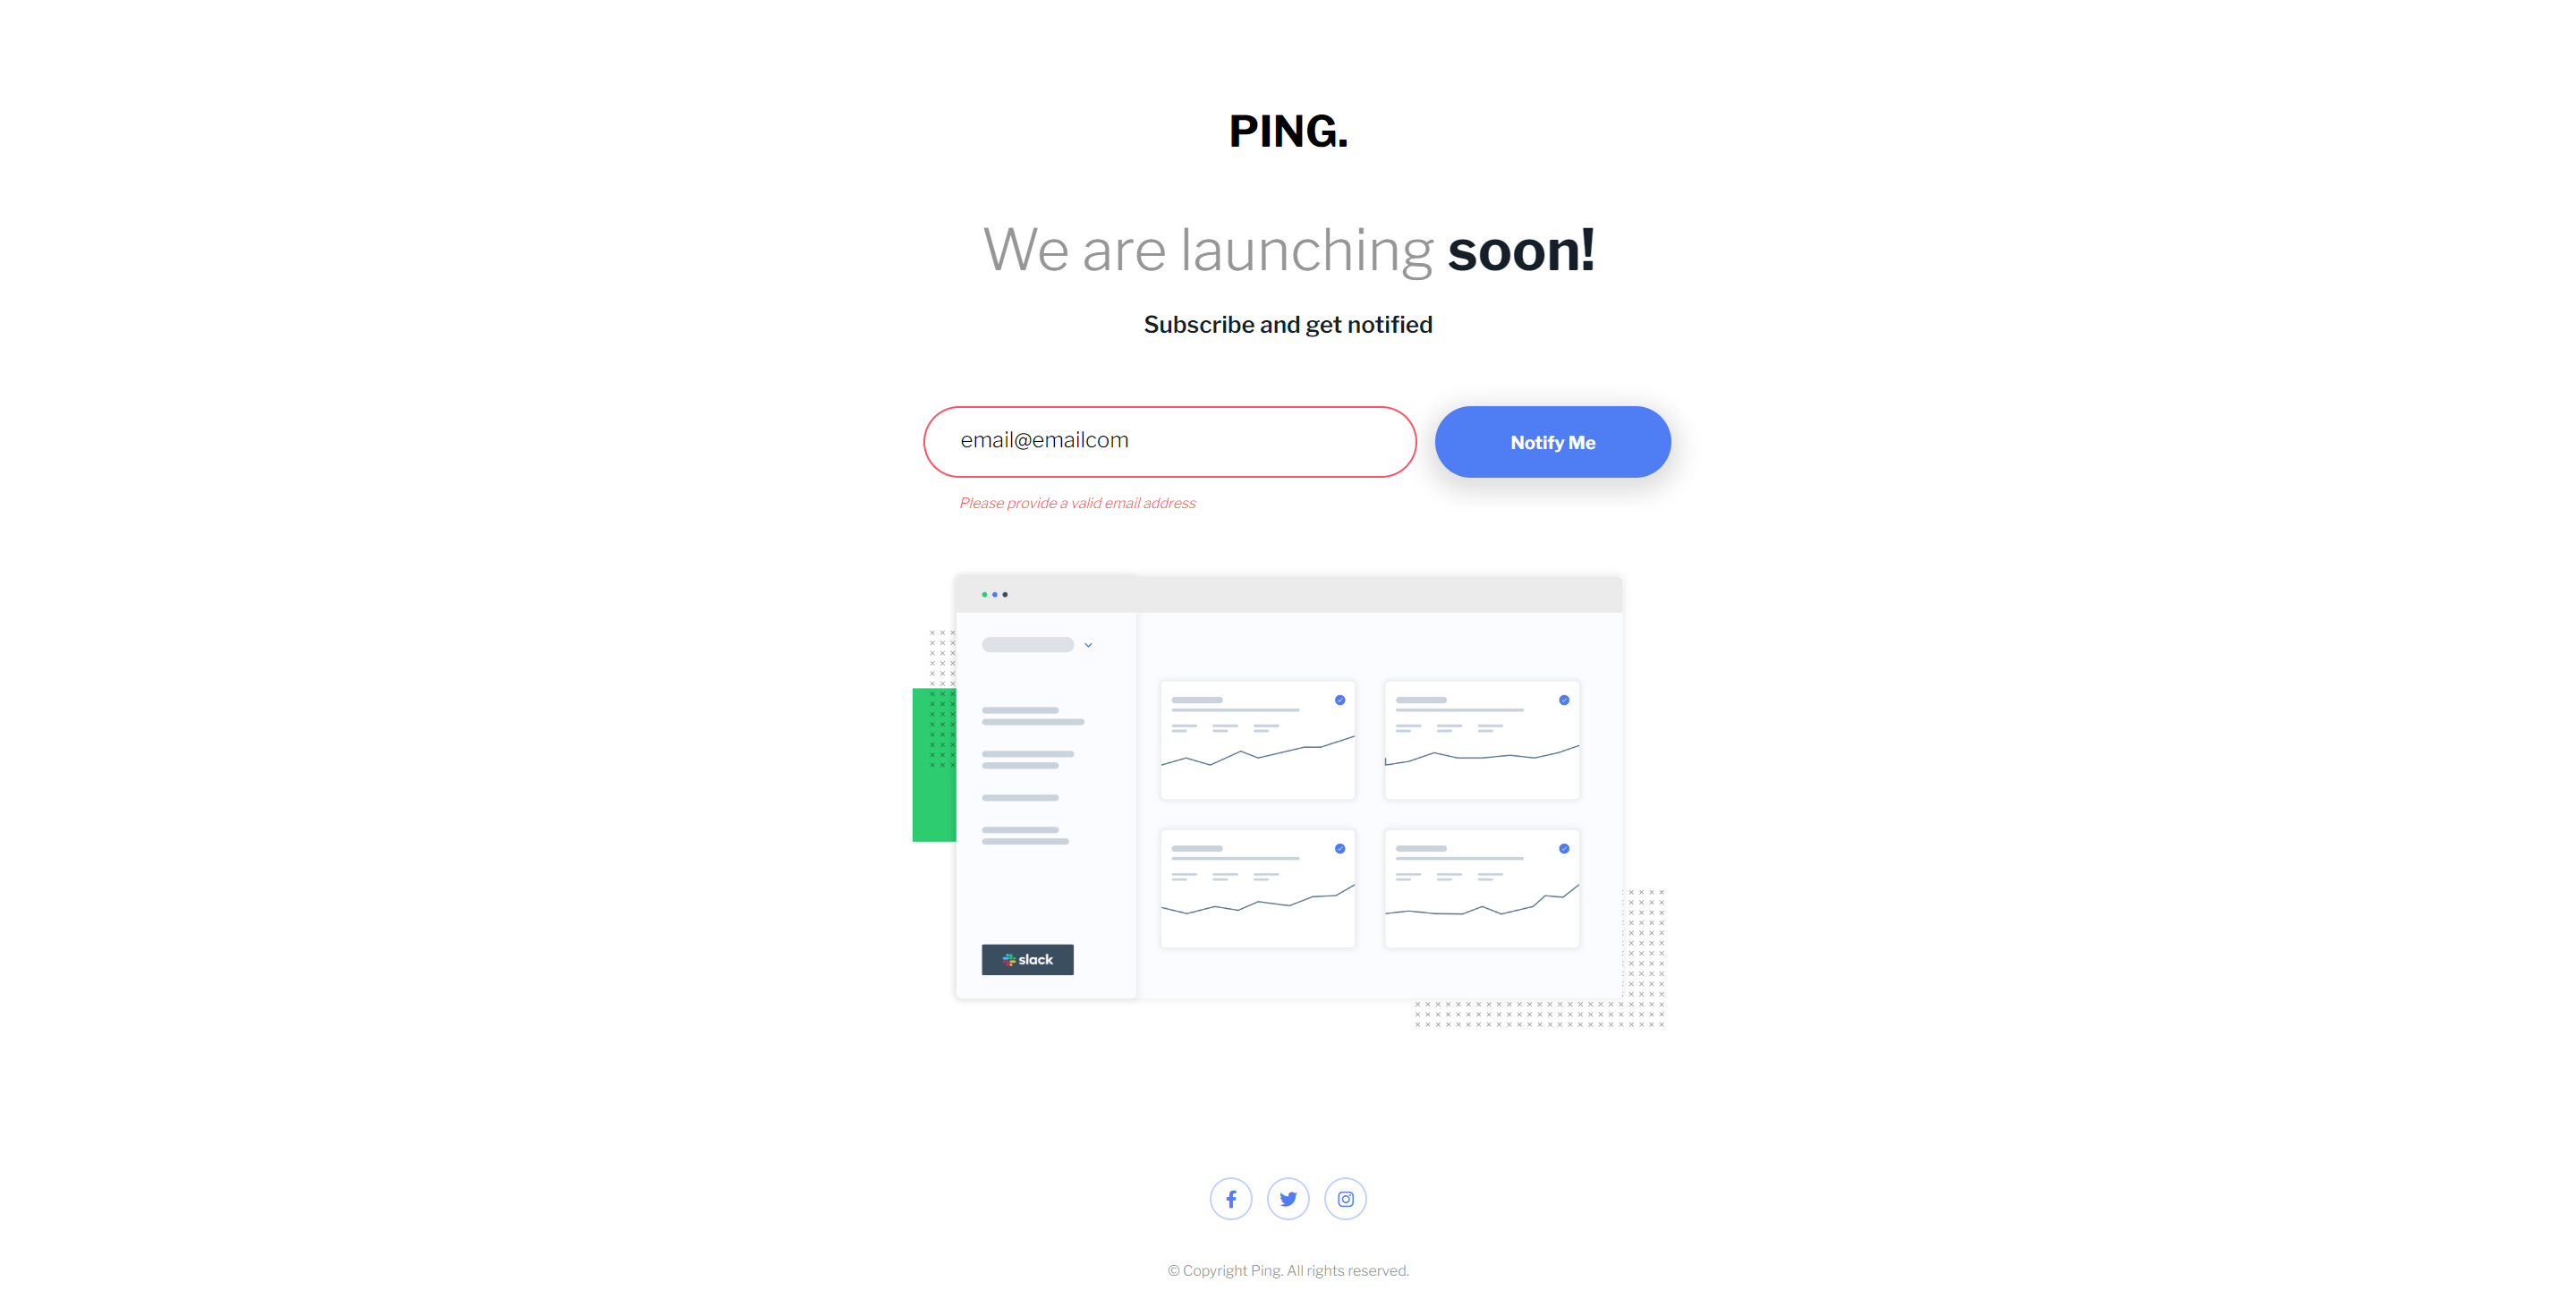 PING.
We are launching soon!
Subscribe and get notified
email@emailcom
Notify Me
Please provide a valid email address
slack
© Copyright Ping. All rights reserved.